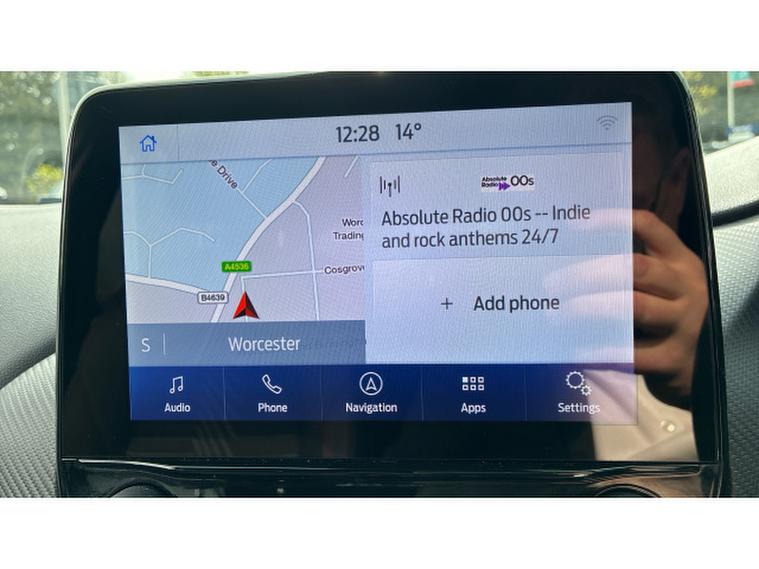 12:28 14°
e Drive
Absolute
Radio 00s
Absolute Radio 00s -- Indie
and rock anthems 24/7
Worc
Trading
A4536
Cosgrov
B4639
+ Add phone
S Worcester
Audio Phone Navigation Apps Settings